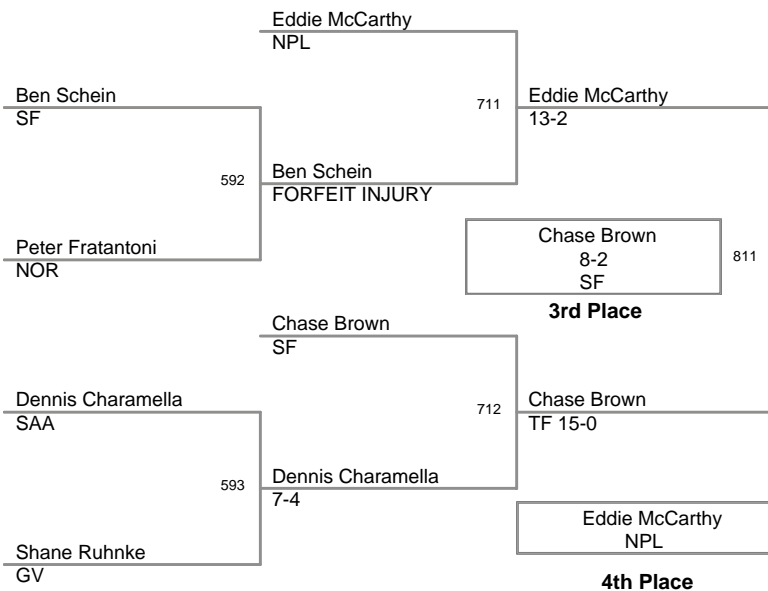 Eddie McCarthy
NPL
Ben Schein
SF
711
Eddie McCarthy
13-2
592
Ben Schein
FORFEIT INJURY
Peter Fratantoni
NOR
Chase Brown
8-2
SF
811
3rd Place
Chase Brown
SF
Dennis Charamella
SAA
712
Chase Brown
TF 15-0
593
Dennis Charamella
7-4
Shane Ruhnke
GV
Eddie McCarthy
NPL
4th Place